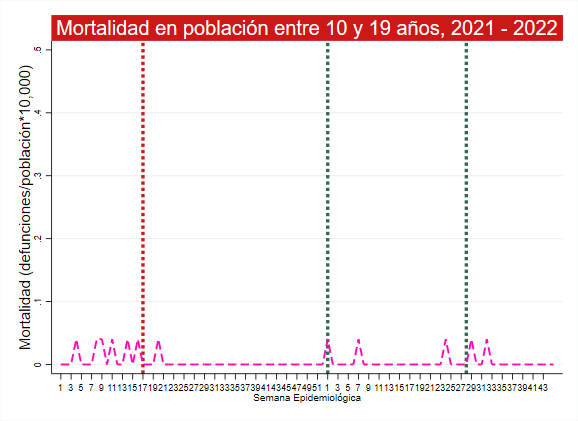 Mortalidad en población entre 10 y 19 años, 2021 - 2022
Mortalidad (defunciones/población*10,000)
.6
.5
.4
.3
.2
.1
0
1 3 5 7 9 11 13 15 17 19 21 23 25 27 29 31 33 35 37 39 41 43 45 47 49 51 1 3 5 7 9 11 13 15 17 19 21 23 25 27 29 31 33 35 37 39 41 43
Semana Epidemiológica